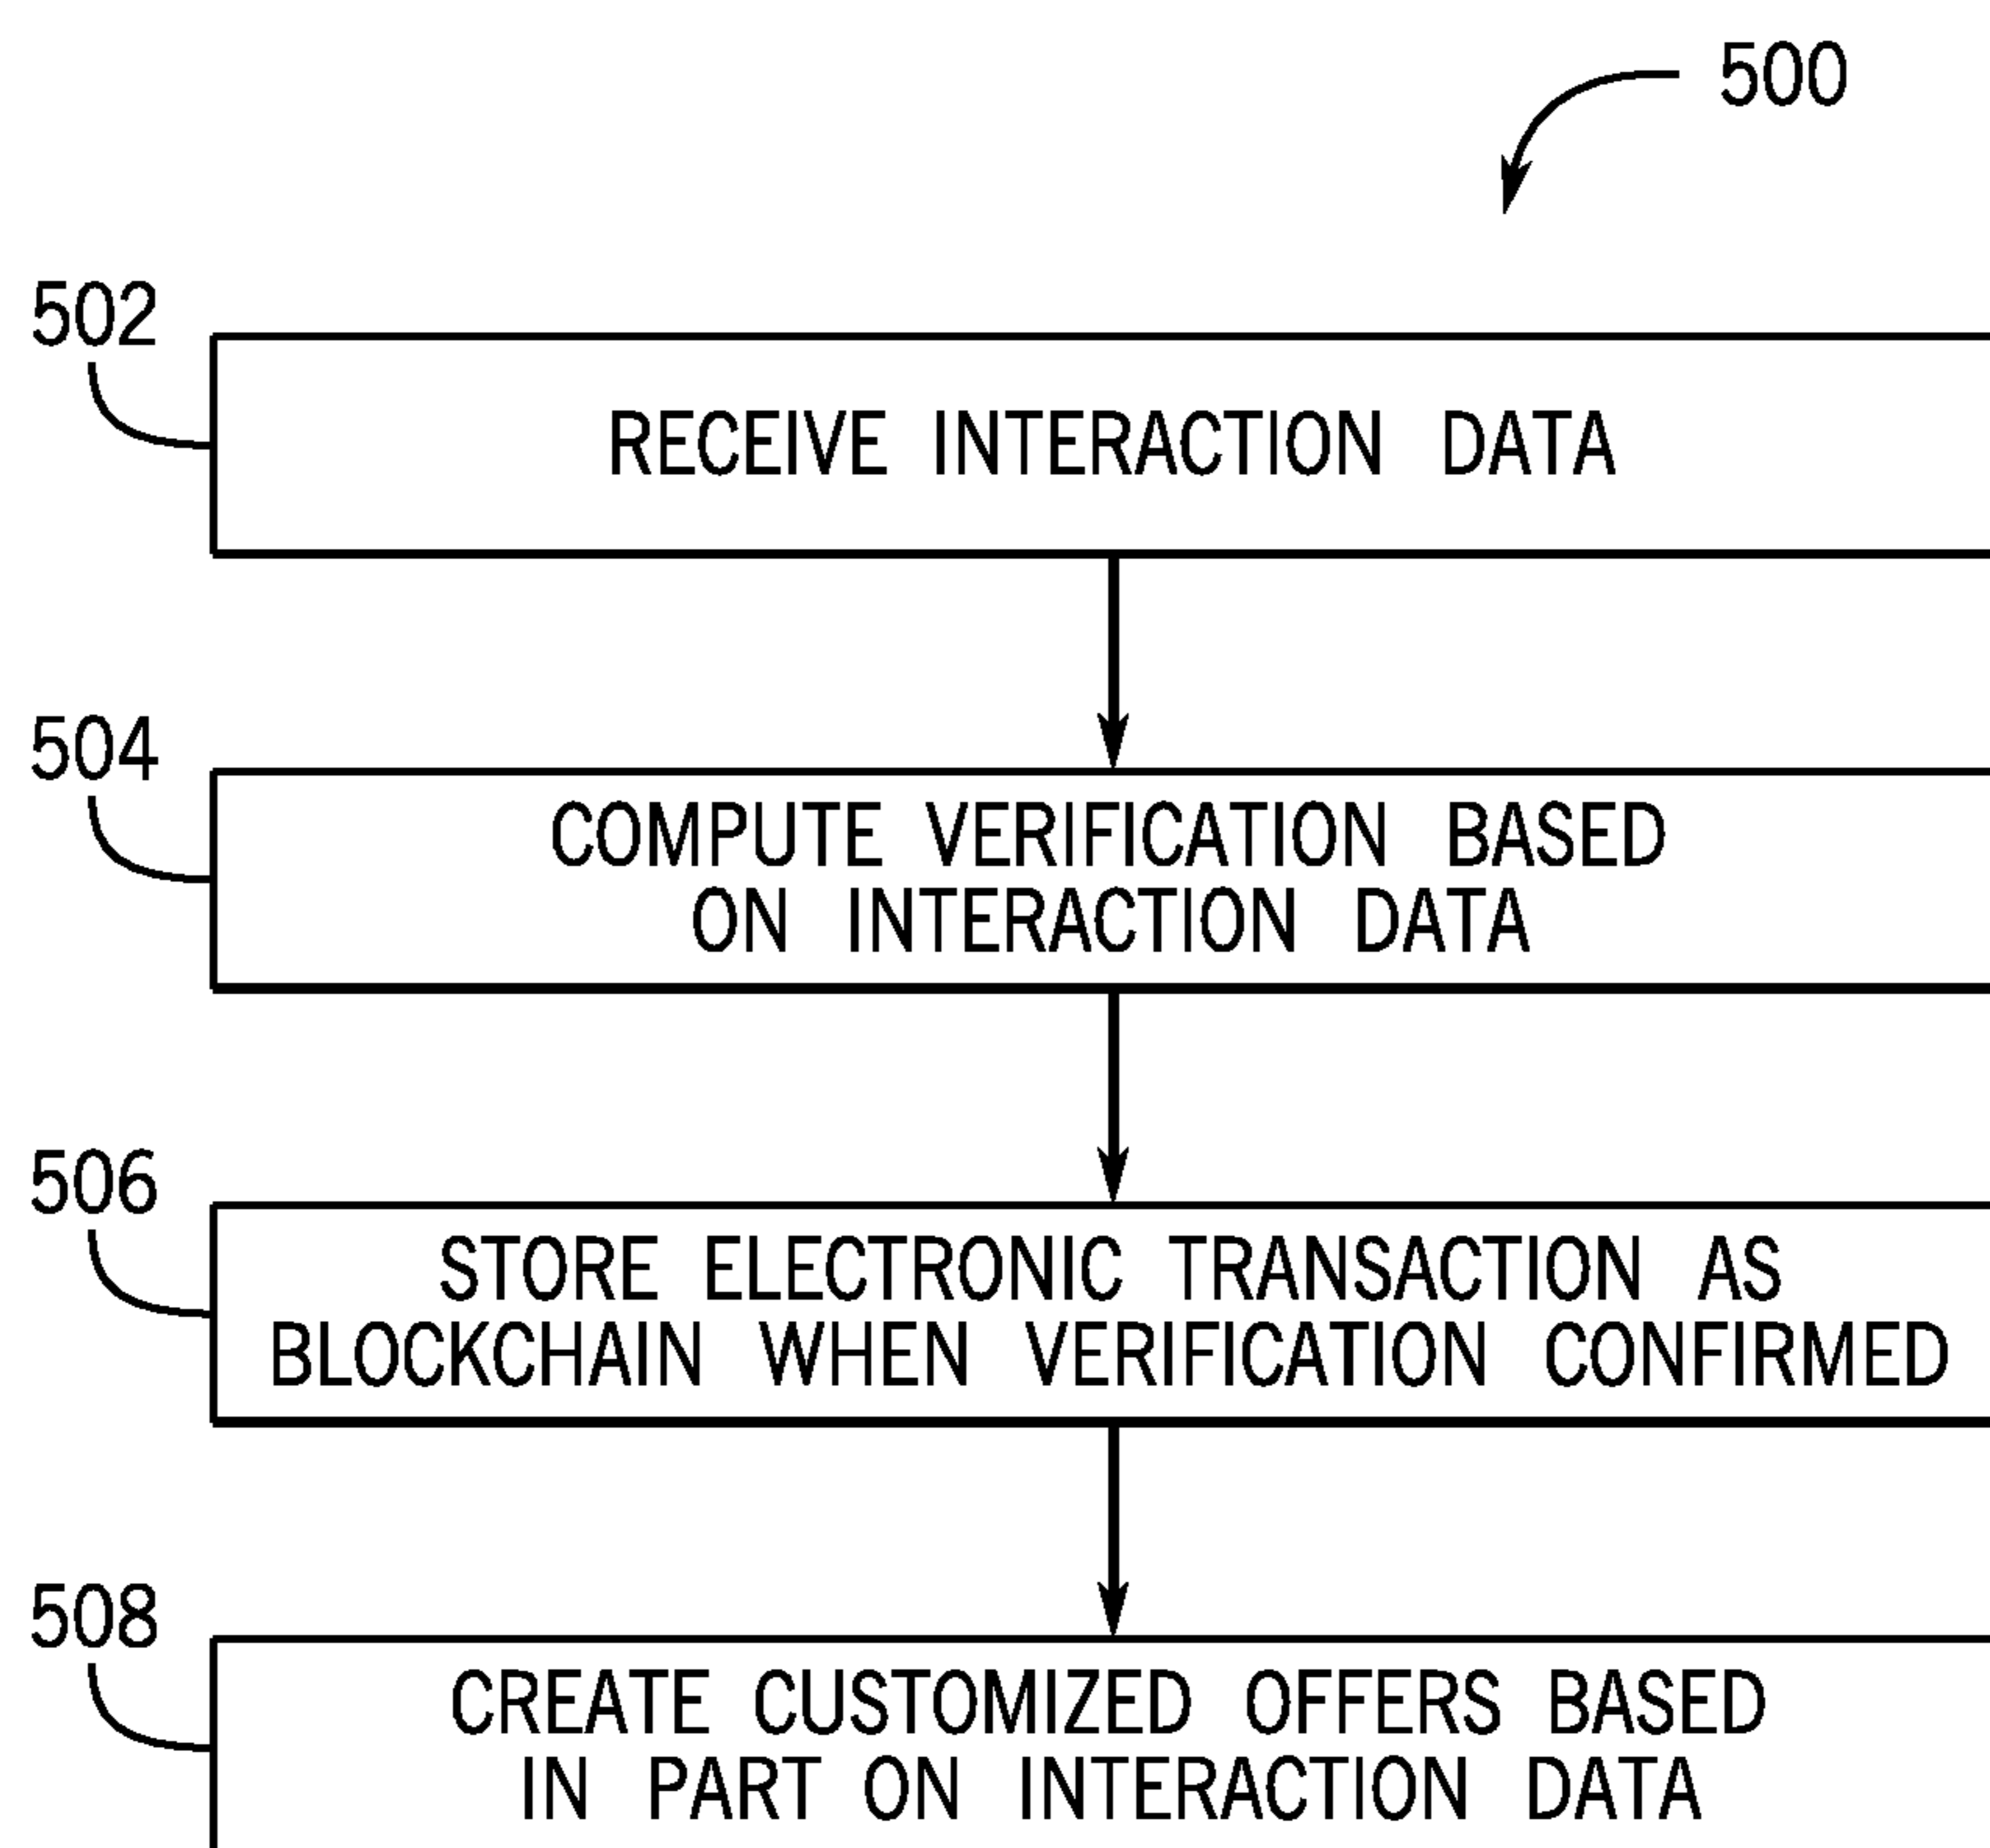 500
502
RECEIVE INTERACTION DATA
504
COMPUTE VERIFICATION BASED
ON INTERACTION DATA
506
STORE ELECTRONIC TRANSACTION AS
BLOCKCHAIN WHEN VERIFICATION CONFIRMED
508
CREATE CUSTOMIZED OFFERS BASED
IN PART ON INTERACTION DATA